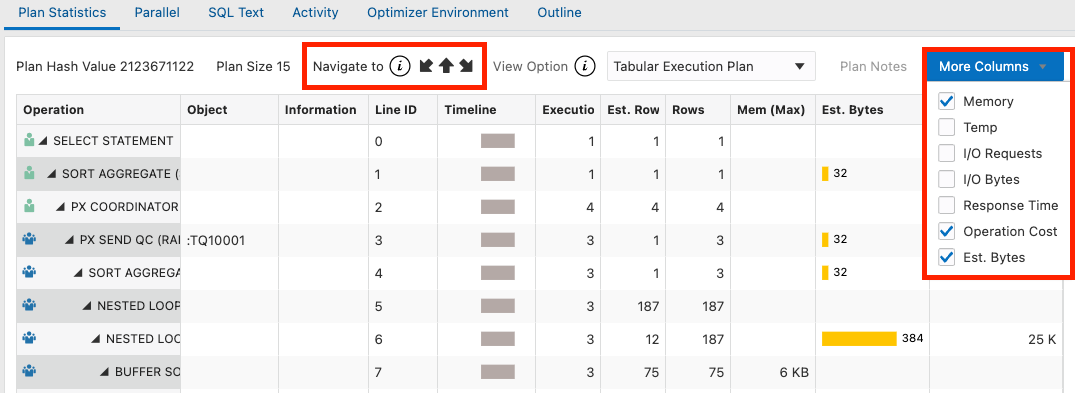 Plan Statistics Parallel SQL Text Activity Optimizer Environment Outline
Plan Hash Value 2123671122 Plan Size 15 Navigate to i View Option i Tabular Execution Plan Plan Notes More Columns
Operation Object Information Line ID Timeline Executio Est. Row Rows Mem (Max) Est. Bytes
Memory
Temp
I/O Requests
I/O Bytes
Response Time
Operation Cost
Est. Bytes
SELECT STATEMENT 0 1 1 1
SORT AGGREGATE ( 1 1 1 1 32
PX COORDINATOR 2 4 4 4
PX SEND QC (RAI :TQ10001 3 3 1 3 32
SORT AGGREGA 4 3 1 3 32
NESTED LOOP 5 3 187 187
NESTED LOC 6 3 12 187 384 25 K
BUFFER SC 7 3 75 75 6 KB